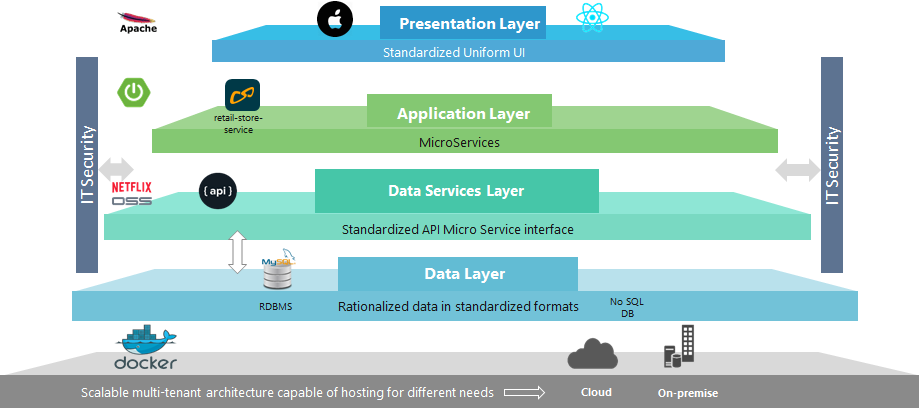 Apache
Presentation Layer
Standardized Uniform UI
IT Security
IT Security
retail-store-
service
Application Layer
MicroServices
NETFLIX
OSS
{ api }
Data Services Layer
Standardized API Micro Service interface
MySQL
RDBMS
Data Layer
Rationalized data in standardized formats
No SQL
DB
docker
Scalable multi-tenant architecture capable of hosting for different needs
Cloud
On-premise